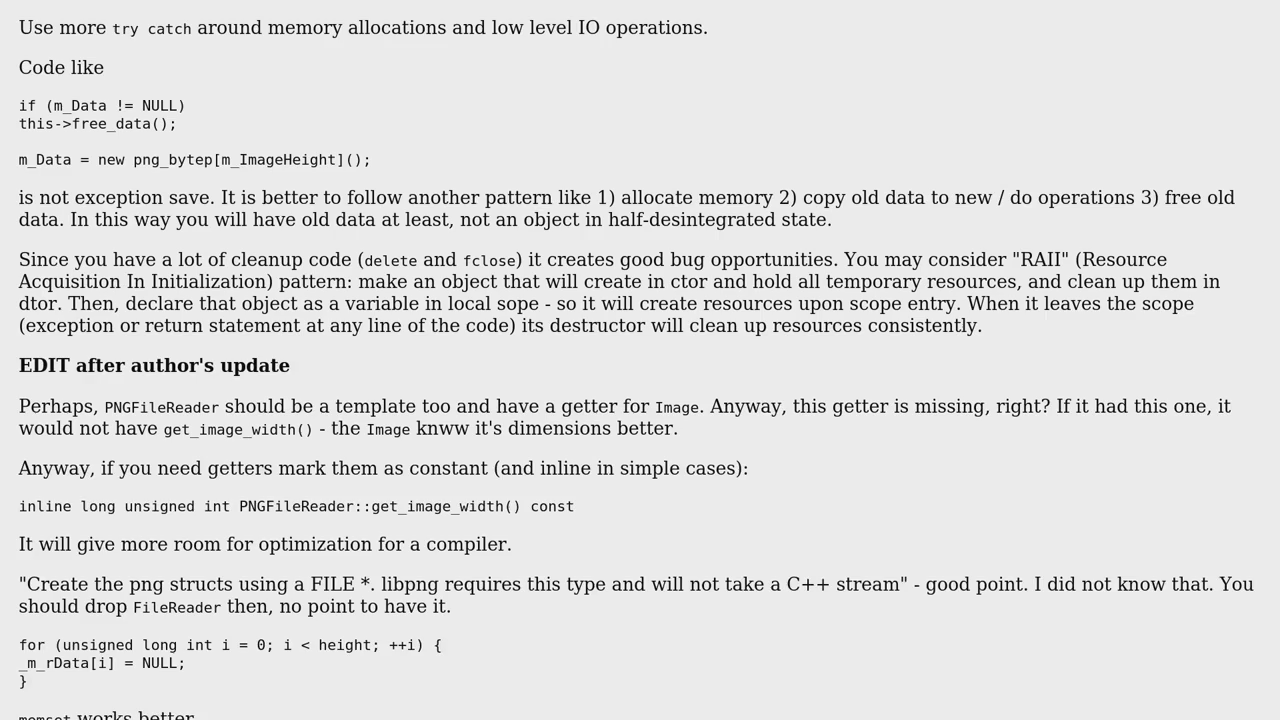 Use more try catch around memory allocations and low level IO operations.
Code like
if (m_Data != NULL)
this->free_data();
m_Data = new png_bytep[m_ImageHeight]();
is not exception save. It is better to follow another pattern like 1) allocate memory 2) copy old data to new / do operations 3) free old
data. In this way you will have old data at least, not an object in half-desintegrated state.
Since you have a lot of cleanup code (delete and fclose) it creates good bug opportunities. You may consider "RAII" (Resource
Acquisition In Initialization) pattern: make an object that will create in ctor and hold all temporary resources, and clean up them in
dtor. Then, declare that object as a variable in local sope - so it will create resources upon scope entry. When it leaves the scope
(exception or return statement at any line of the code) its destructor will clean up resources consistently.
EDIT after author's update
Perhaps, PNGFileReader should be a template too and have a getter for Image. Anyway, this getter is missing, right? If it had this one, it
would not have get_image_width() - the Image knww it's dimensions better.
Anyway, if you need getters mark them as constant (and inline in simple cases):
inline long unsigned int PNGFileReader::get_image_width() const
It will give more room for optimization for a compiler.
"Create the png structs using a FILE *. libpng requires this type and will not take a C++ stream" - good point. I did not know that. You
should drop FileReader then, no point to have it.
for (unsigned long int i = 0; i < height; ++i) {
_m_rData[i] = NULL;
}
memset works better